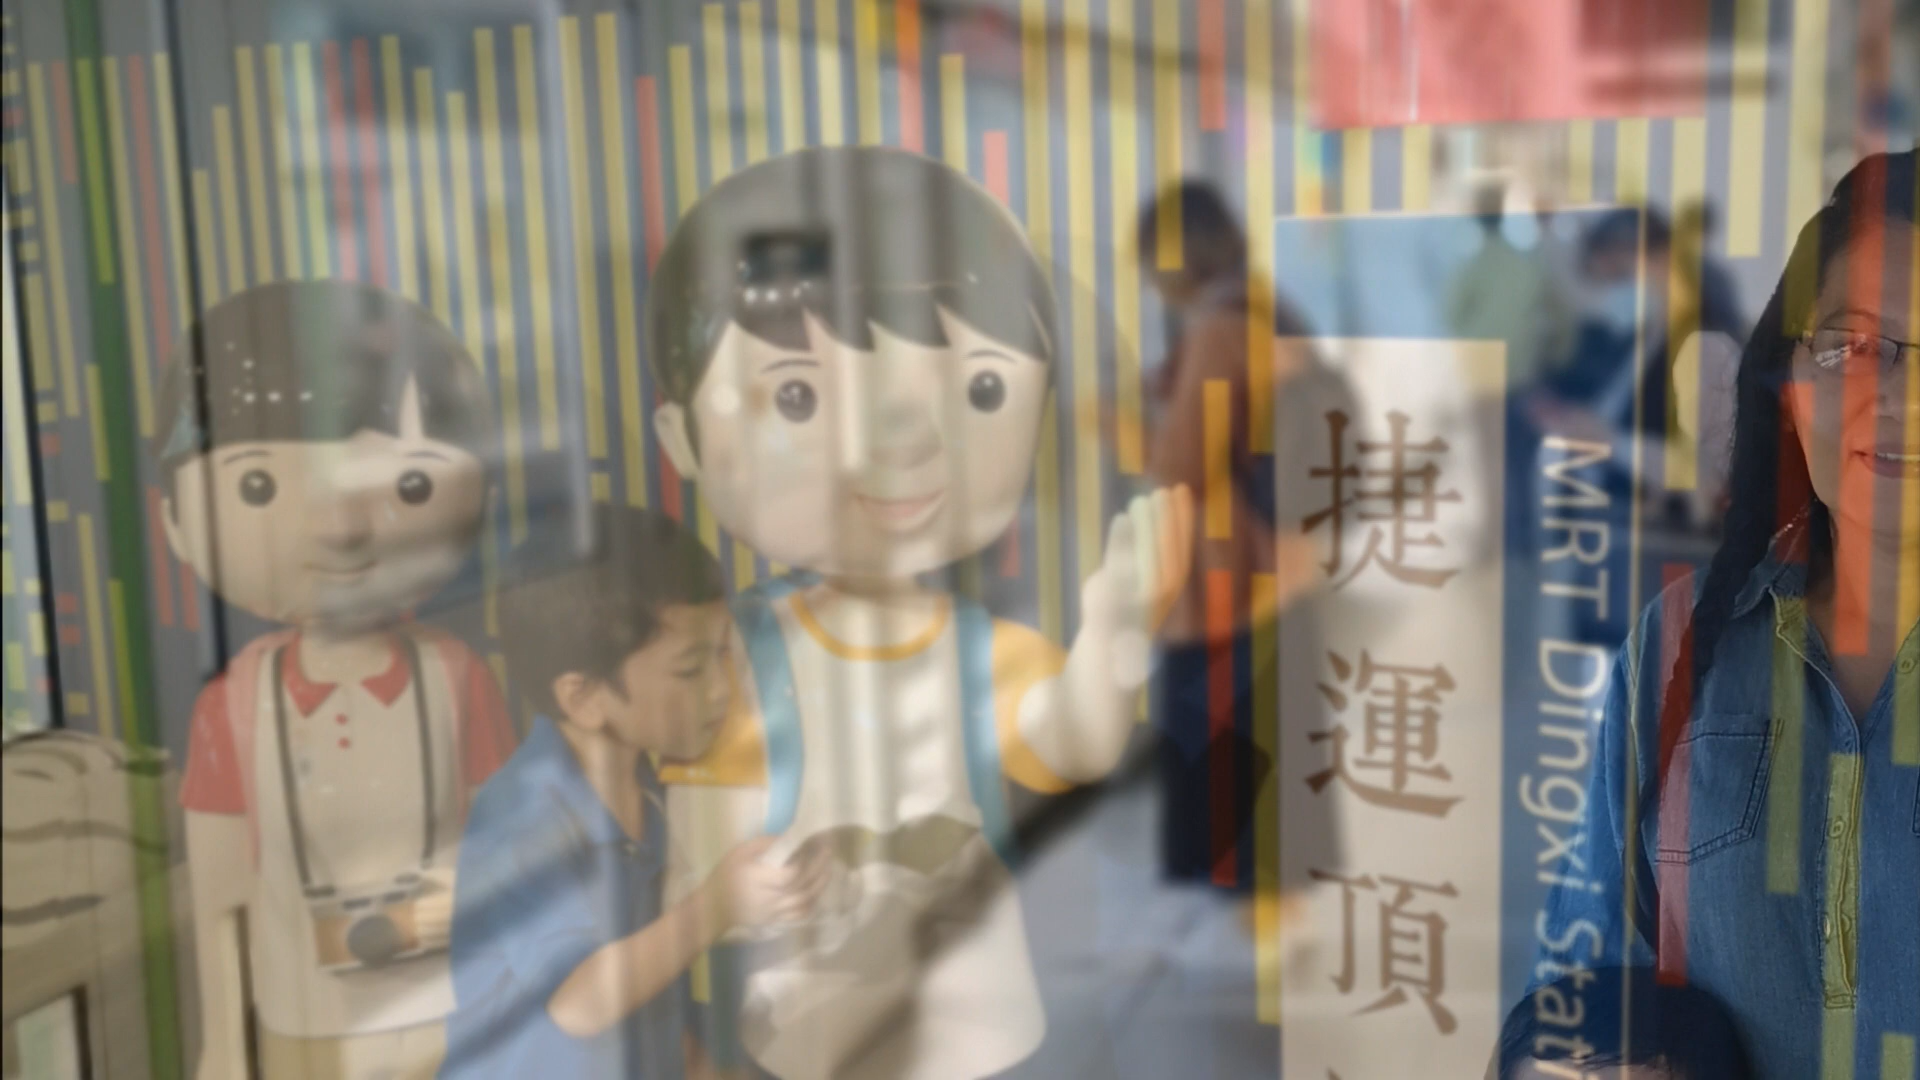 捷運頂
MRT Dingxi Stati